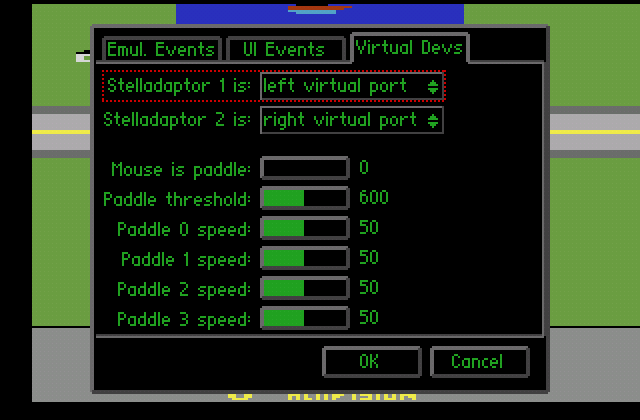 Emul. Events UI Events Virtual Devs
Stelladaptor 1 is: left virtual port
Stelladaptor 2 is: right virtual port
Mouse is paddle: 0
Paddle threshold: 600
Paddle 0 speed: 50
Paddle 1 speed: 50
Paddle 2 speed: 50
Paddle 3 speed: 50
OK Cancel